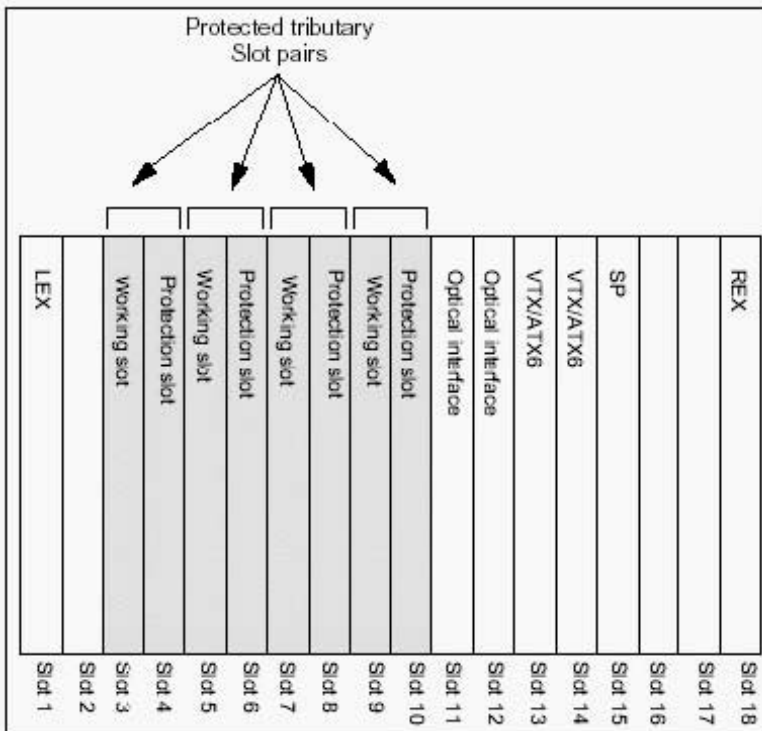 Protected tributary
Slot pairs
LEX
Working slot
Protection slot
Working slot
Protection slot
Working slot
Protection slot
Working slot
Protection slot
Optical interface
Optical interface
VTX/ATX6
VTX/ATX6
SP
REX
Slot 1
Slot 2
Slot 3
Slot 4
Slot 5
Slot 6
Slot 7
Slot 8
Slot 9
Slot 10
Slot 11
Slot 12
Slot 13
Slot 14
Slot 15
Slot 16
Slot 17
Slot 18